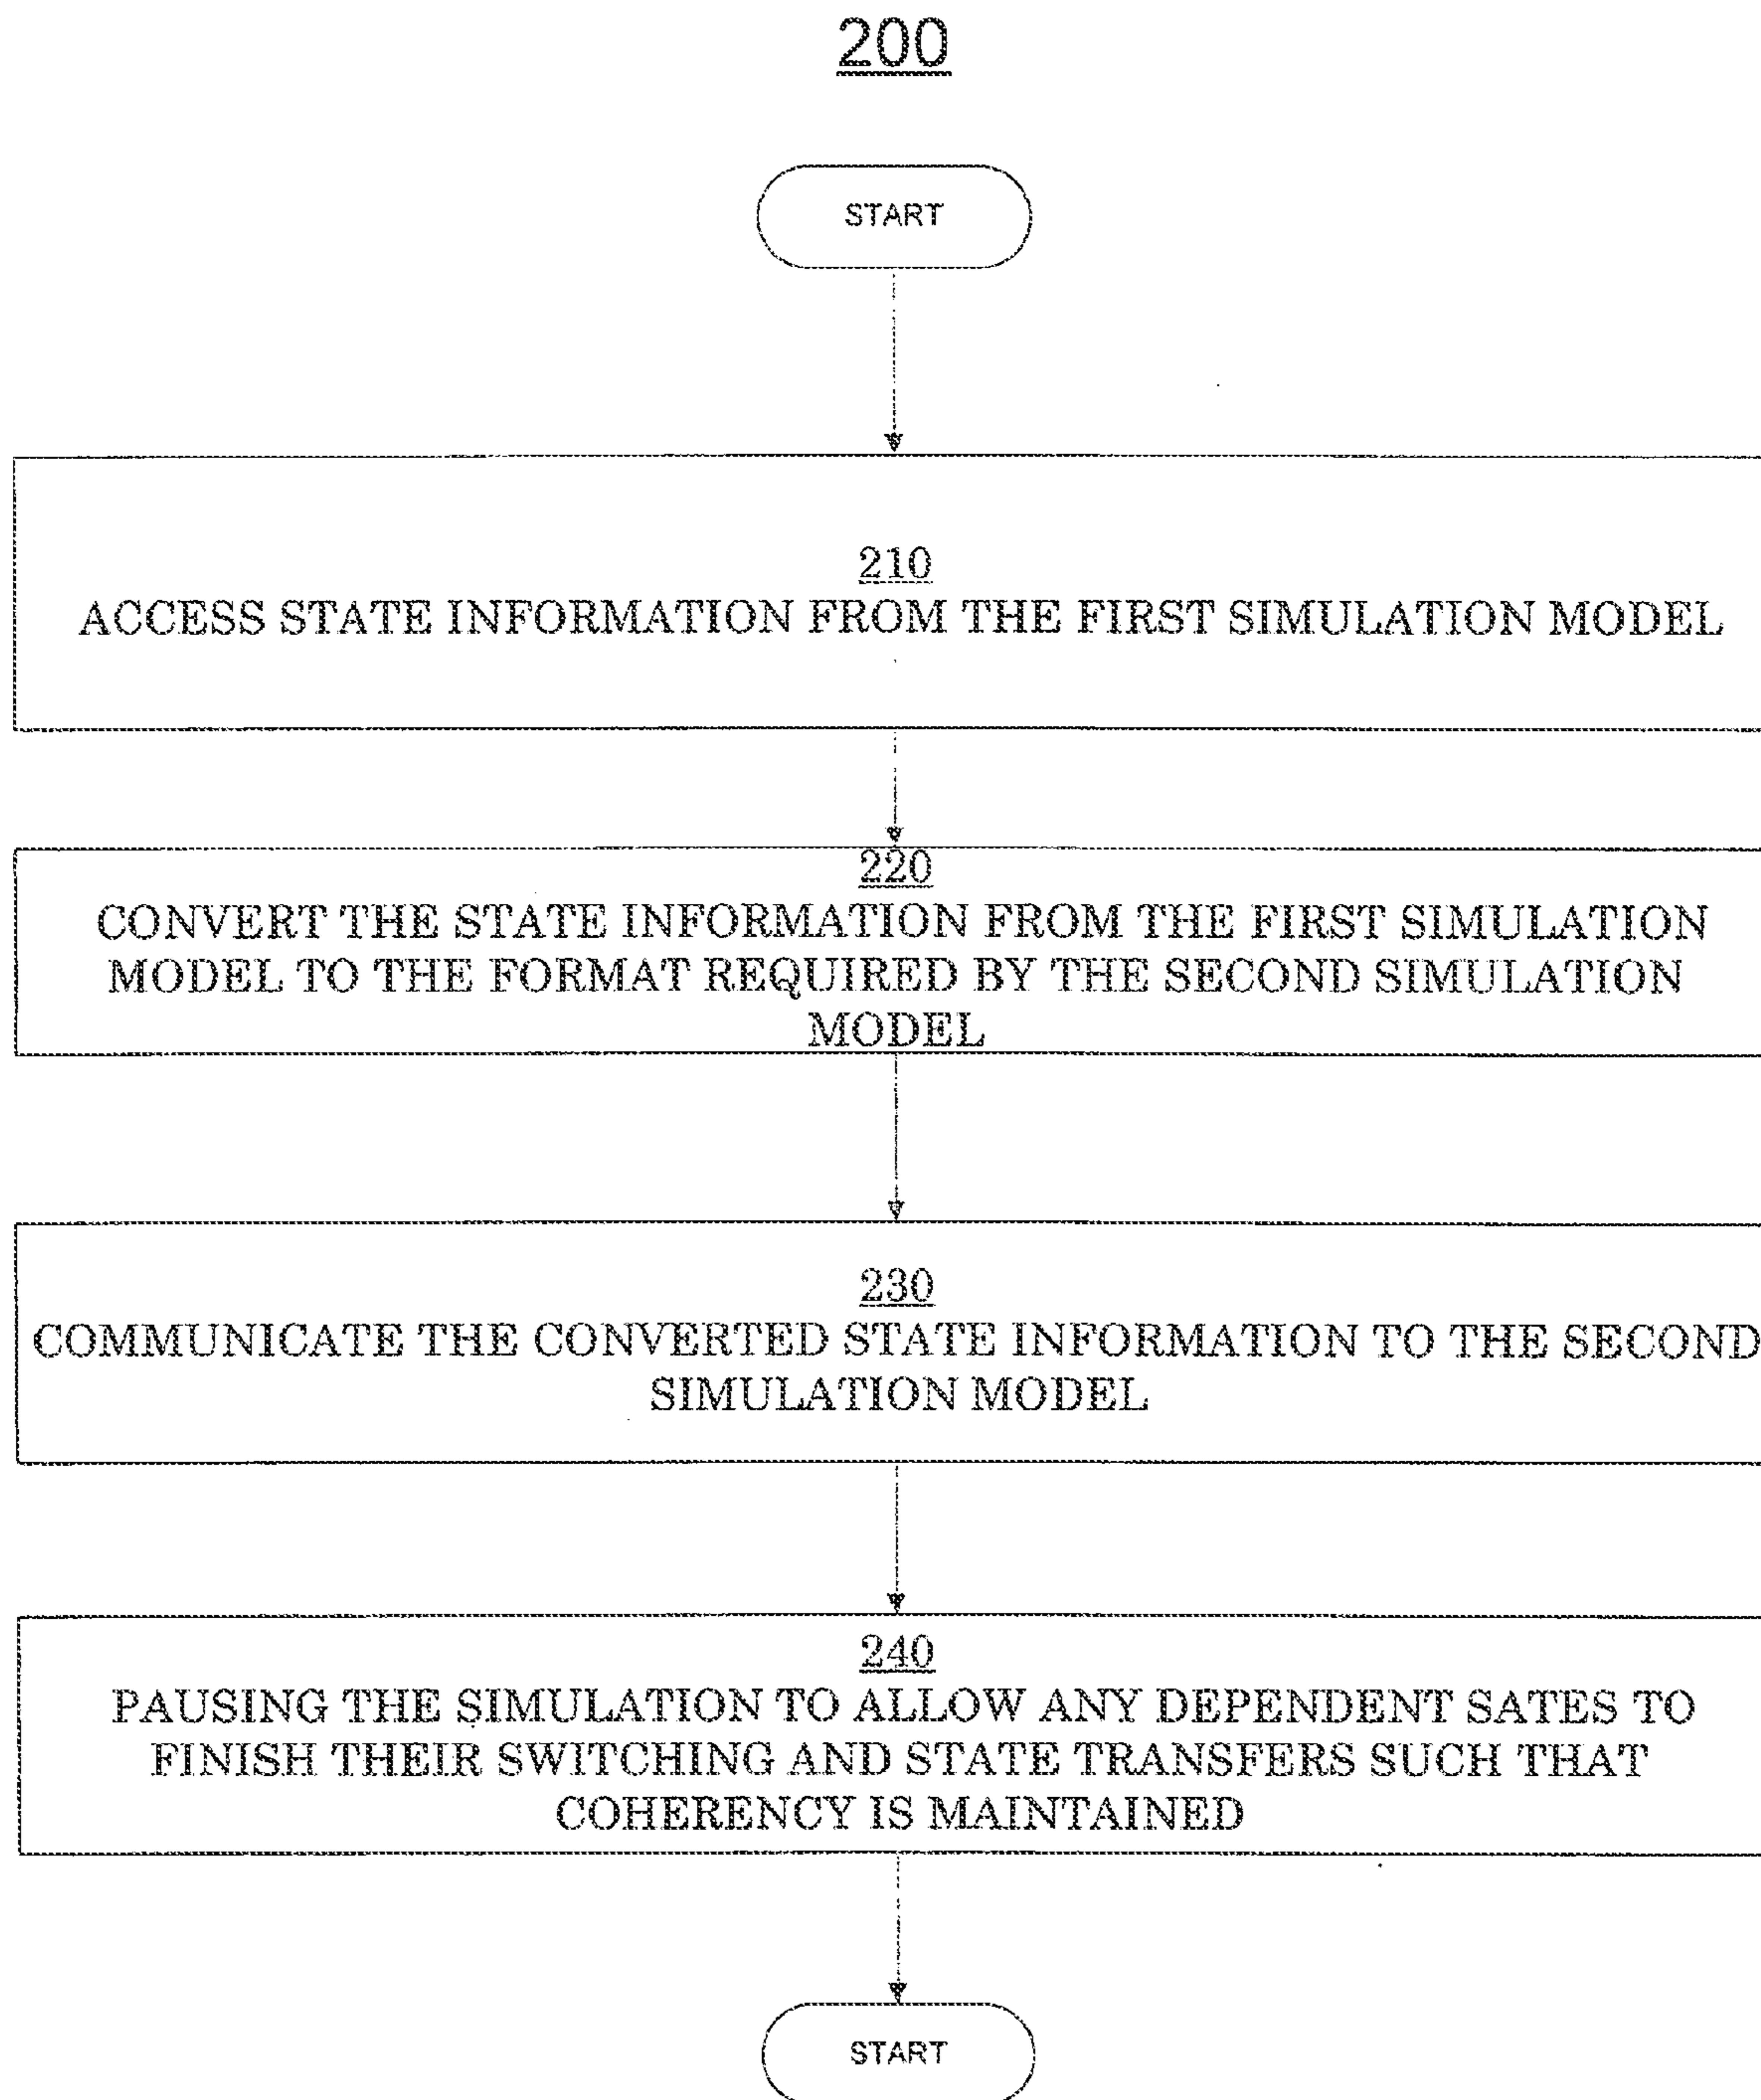 200
START
210
ACCESS STATE INFORMATION FROM THE FIRST SIMULATION MODEL
220
CONVERT THE STATE INFORMATION FROM THE FIRST SIMULATION
MODEL TO THE FORMAT REQUIRED BY THE SECOND SIMULATION
MODEL
230
COMMUNICATE THE CONVERTED STATE INFORMATION TO THE SECOND
SIMULATION MODEL
240
PAUSING THE SIMULATION TO ALLOW ANY DEPENDENT SATES TO
FINISH THEIR SWITCHING AND STATE TRANSFERS SUCH THAT
COHERENCY IS MAINTAINED
START